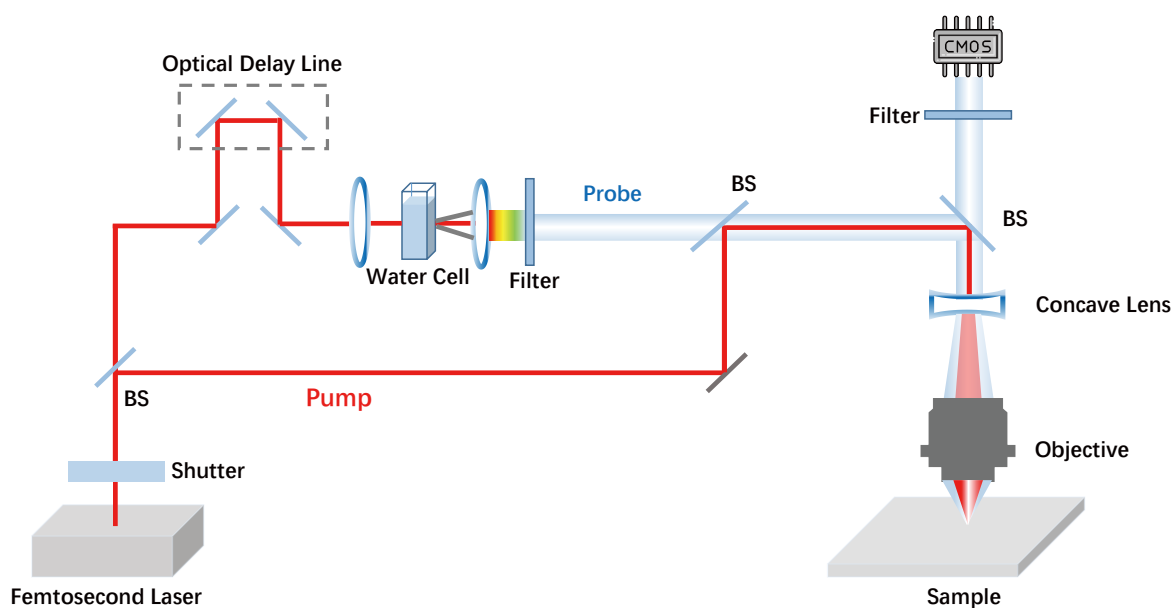 CMOS
Optical Delay Line
Filter
Probe
BS
BS
Water Cell
Filter
Concave Lens
BS
Pump
Shutter
Objective
Femtosecond Laser
Sample